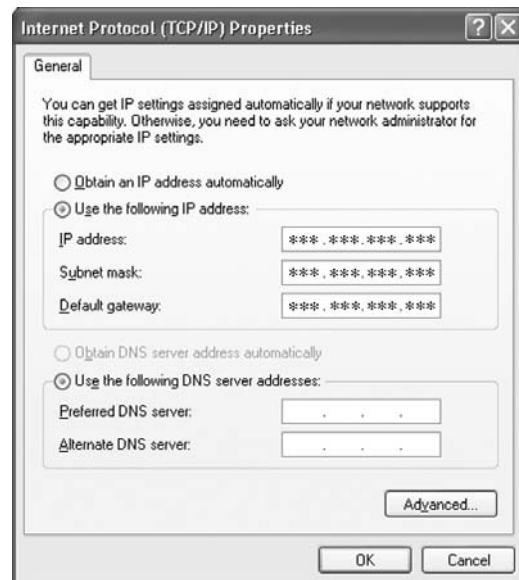 Internet Protocol (TCP/IP) Properties
General
You can get IP settings assigned automatically if your network supports
this capability. Otherwise, you need to ask your network administrator for
the appropriate IP settings.
Obtain an IP address automatically
Use the following IP address:
IP address: ***.***.***.***
Subnet mask: ***.***.***.***
Default gateway: ***.***.***.***
Obtain DNS server address automatically
Use the following DNS server addresses:
Preferred DNS server: . . .
Alternate DNS server: . . .
Advanced...
OK Cancel